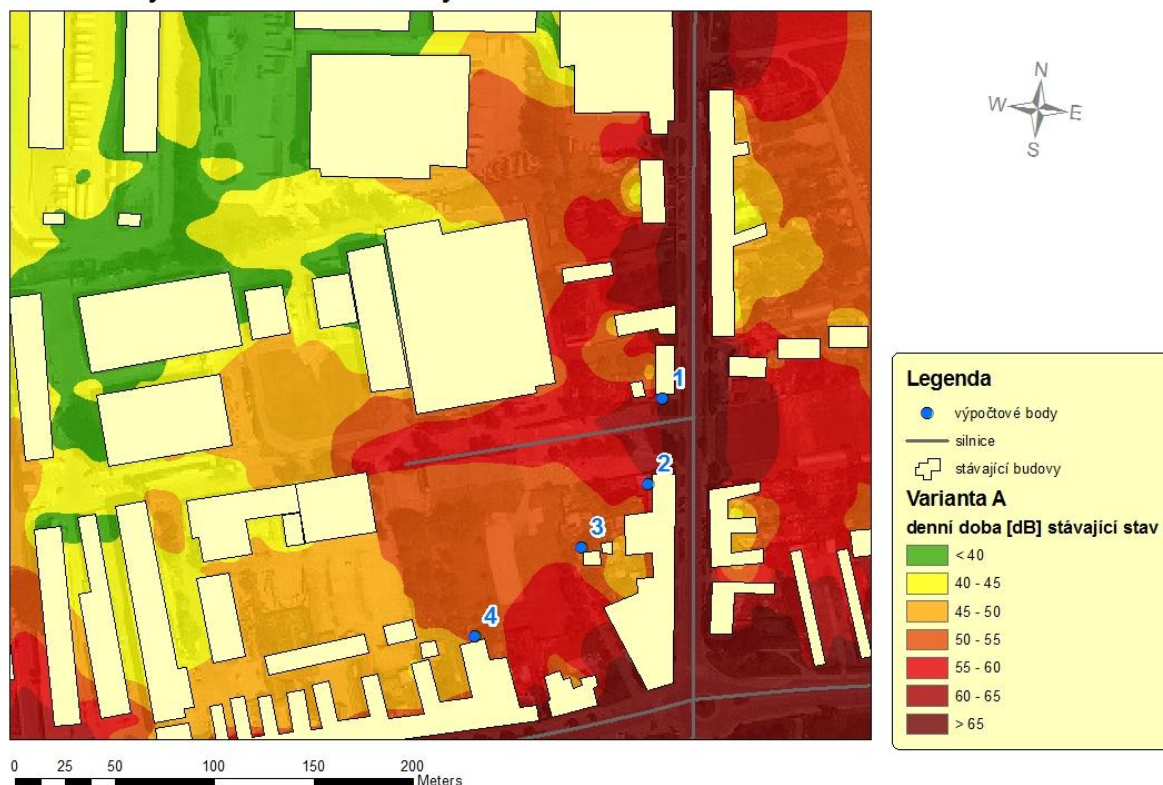 N
W
E
S
1
2
3
4
Legenda
výpočtové body
silnice
stávající budovy
Varianta A
denní doba [dB] stávající stav
< 40
40 - 45
45 - 50
50 - 55
55 - 60
60 - 65
> 65
0 25 50 100 150 200
Meters